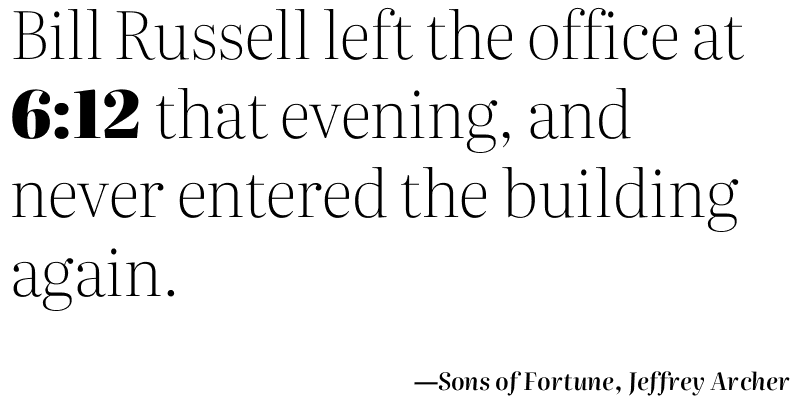 Bill Russell left the office at
6:12 that evening, and
never entered the building
again.
—Sons of Fortune, Jeffrey Archer